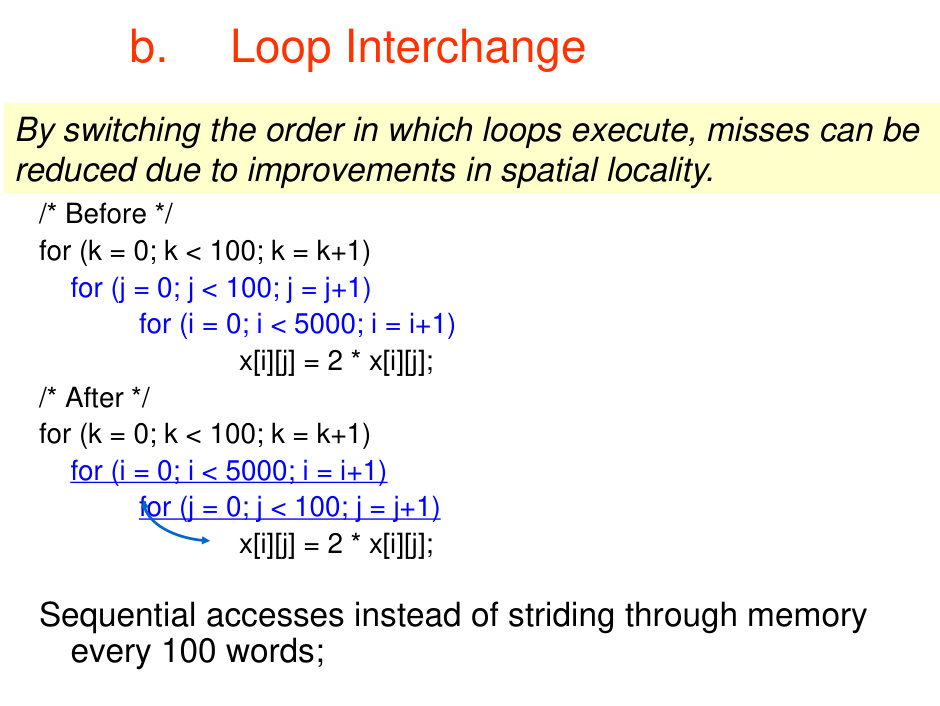 b. Loop Interchange
By switching the order in which loops execute, misses can be
reduced due to improvements in spatial locality.
/* Before */
for (k = 0; k < 100; k = k+1)
for (j = 0; j < 100; j = j+1)
for (i = 0; i < 5000; i = i+1)
x[i][j] = 2 * x[i][j];
/* After */
for (k = 0; k < 100; k = k+1)
for (i = 0; i < 5000; i = i+1)
for (j = 0; j < 100; j = j+1)
x[i][j] = 2 * x[i][j];
Sequential accesses instead of striding through memory
every 100 words;